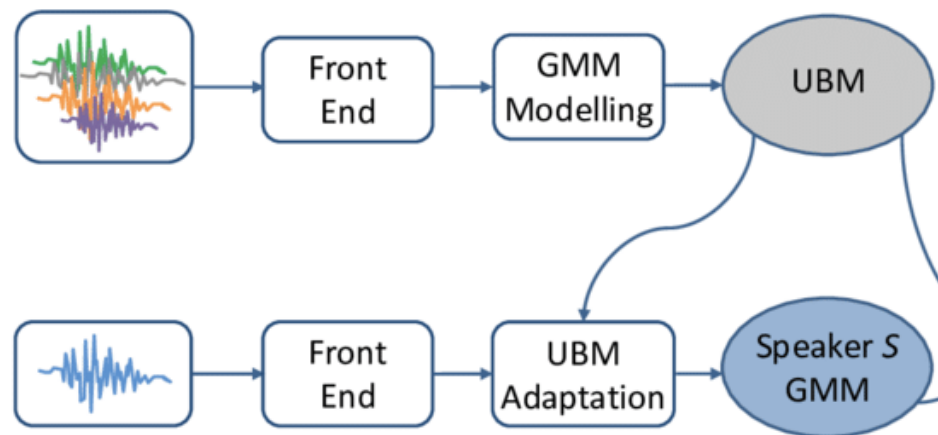 Front
End
GMM
Modelling
UBM
Front
End
UBM
Adaptation
Speaker S
GMM